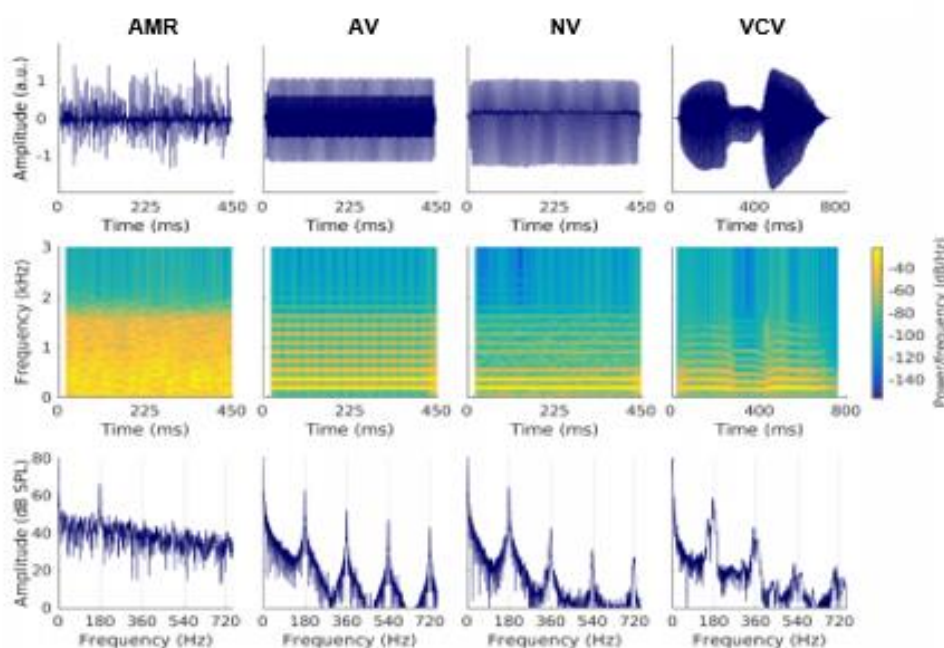 AMR AV NV VCV
Amplitude (a.u.)
1
0
-1
0 225 450 0 225 450 0 225 450 0 400 800
Time (ms) Time (ms) Time (ms) Time (ms)
Frequency (kHz)
3
2
1
0
0 225 450 0 225 450 0 225 450 0 400 800
Time (ms) Time (ms) Time (ms) Time (ms)
-40
-60
-80
-100
-120
-140
Power/frequency (dB/Hz)
Amplitude (dB SPL)
80
60
40
20
0
0 180 360 540 720 0 180 360 540 720 0 180 360 540 720 0 180 360 540 720
Frequency (Hz) Frequency (Hz) Frequency (Hz) Frequency (Hz)